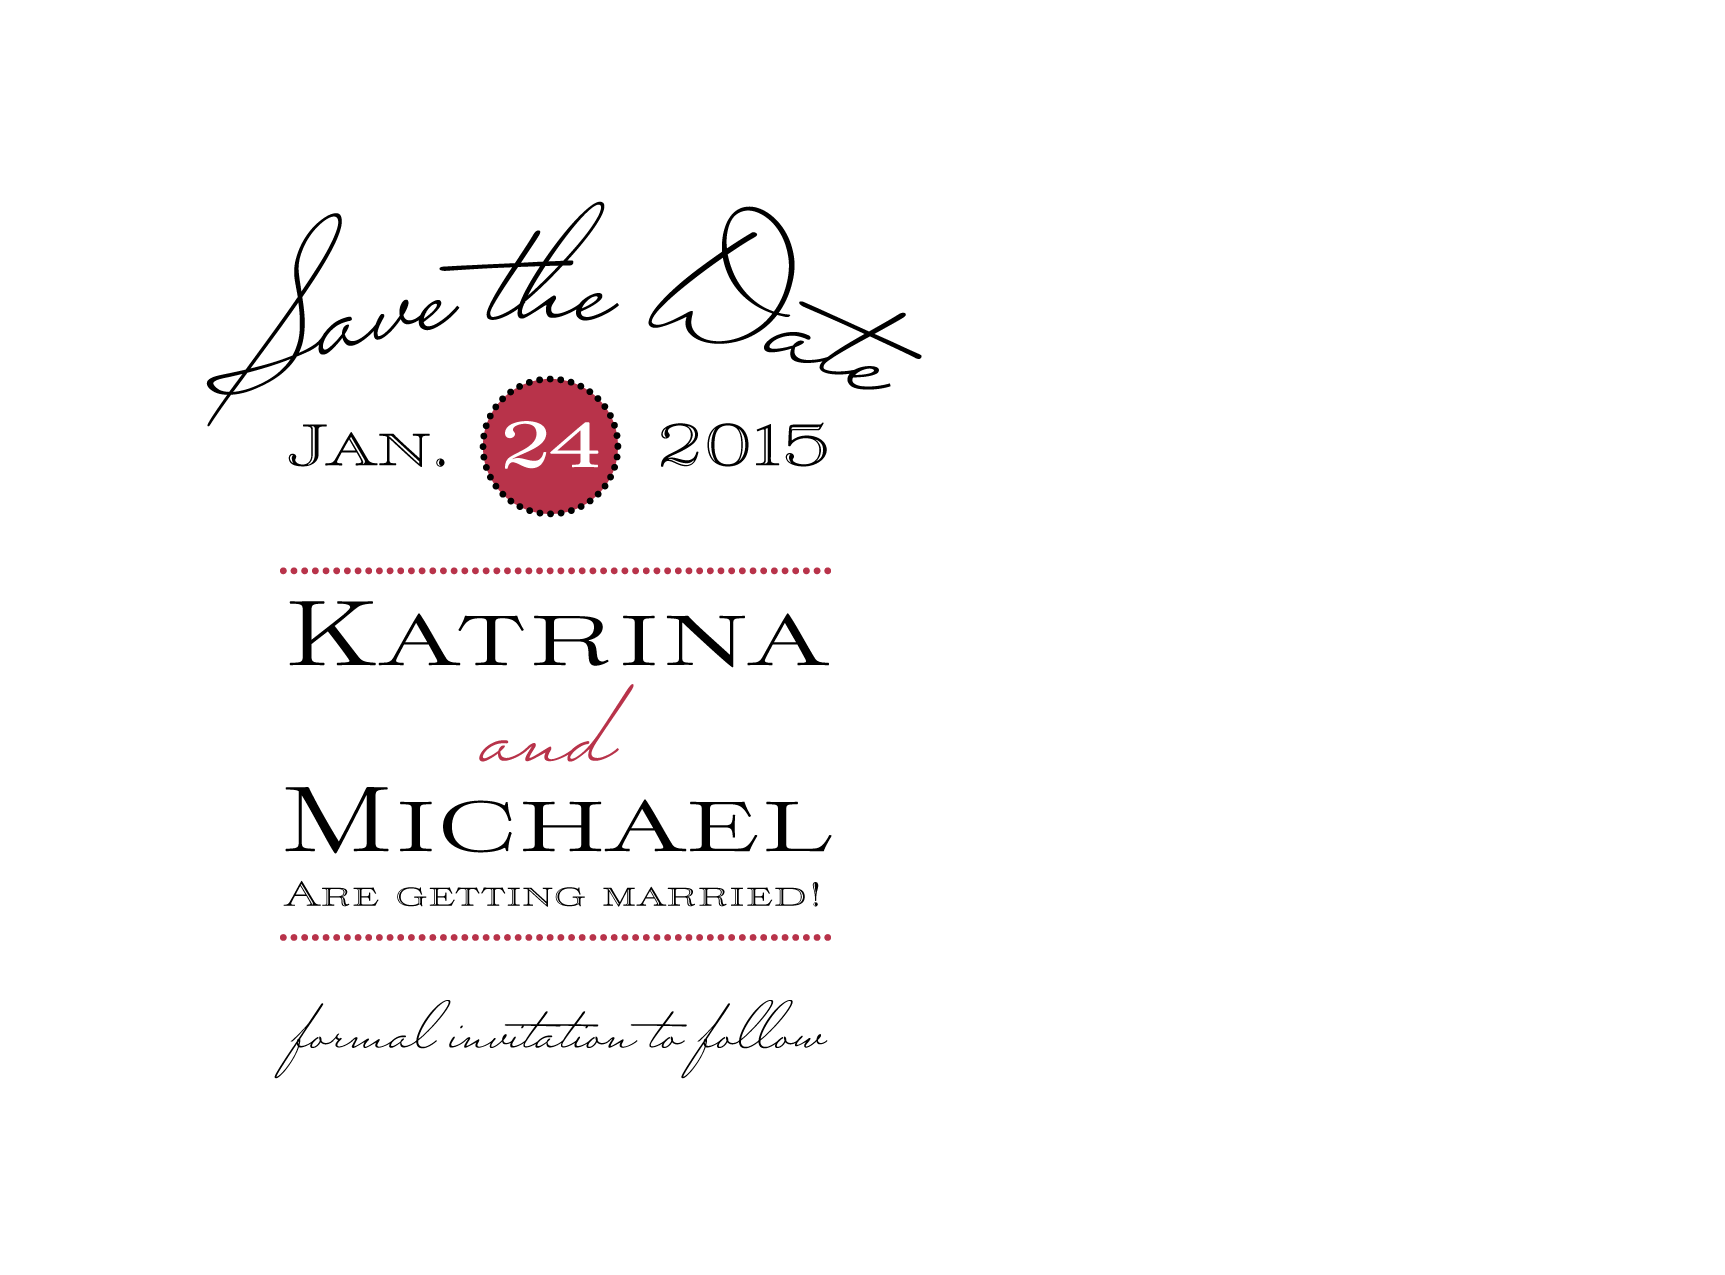 Save the Date
Jan. 24 2015
Katrina
and
Michael
Are getting married!
formal invitation to follow